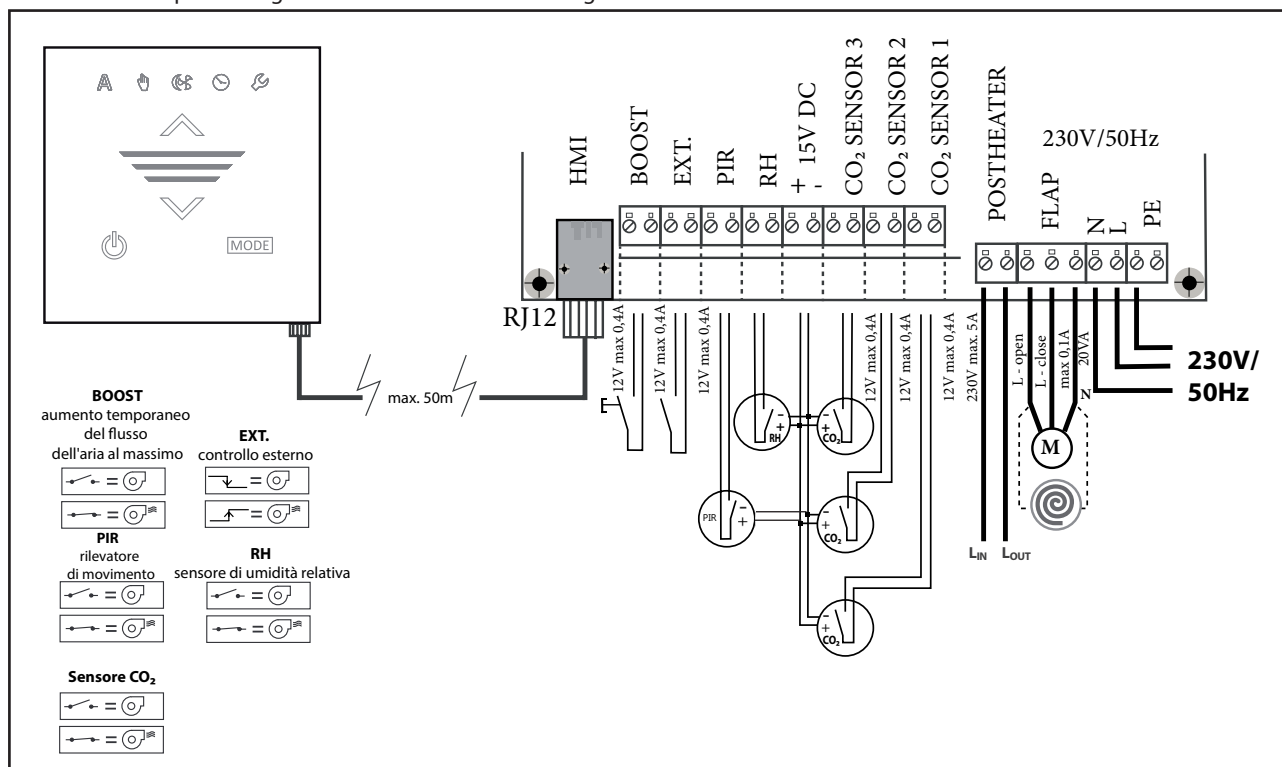 A
MODE
HMI
BOOST
EXT.
PIR
RH
+ 15V DC -
CO₂ SENSOR 3
CO₂ SENSOR 2
CO₂ SENSOR 1
POSTHEATER
FLAP
230V/50Hz
N
L
PE
RJ12
max. 50m
12V max 0,4A
12V max 0,4A
12V max 0,4A
12V max 0,4A
12V max 0,4A
12V max 0,4A
230V max. 5A
L - open
L - close
max 0,1A
20VA
N
230V/
50Hz
- + RH
- + CO₂
PIR - +
- + CO₂
- + CO₂
M
LIN
LOUT
BOOST
aumento temporaneo
del flusso
dell'aria al massimo
=
=
EXT.
controllo esterno
=
=
PIR
rilevatore
di movimento
=
=
RH
sensore di umidità relativa
=
=
Sensore CO₂
=
=